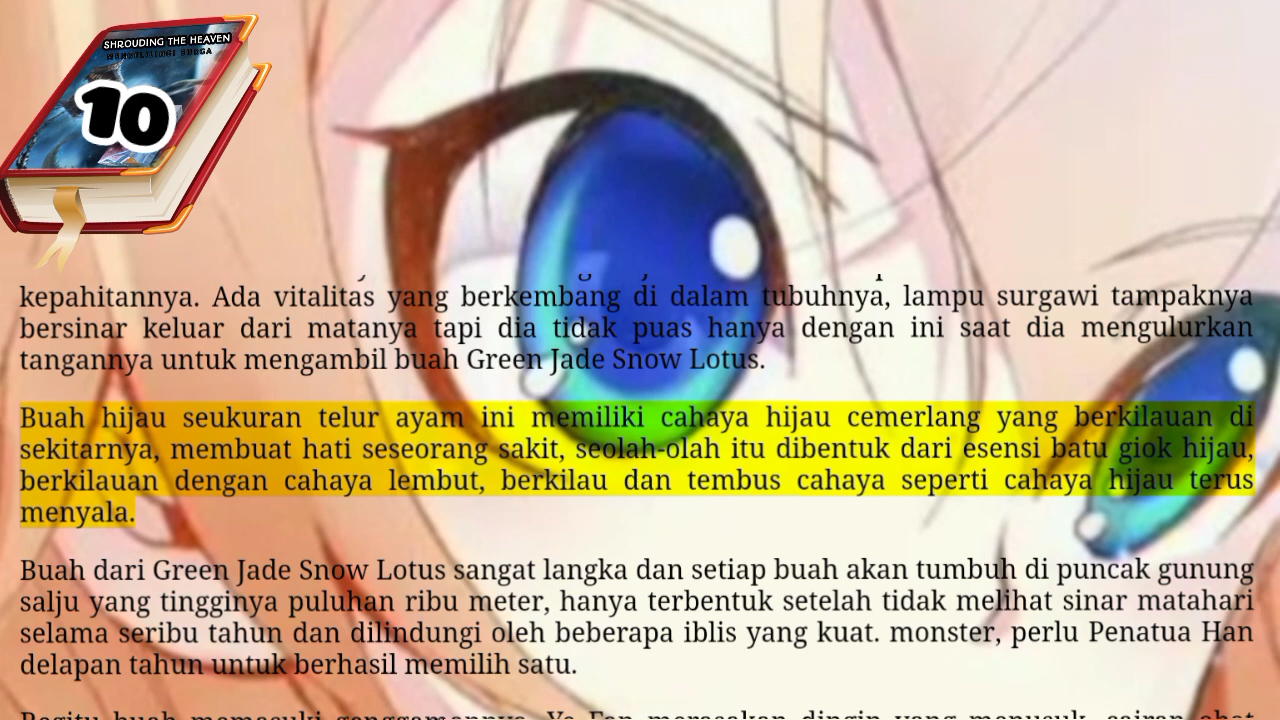 SHROUDING THE HEAVEN
10
kepahitannya. Ada vitalitas yang berkembang di dalam tubuhnya, lampu surgawi tampaknya
bersinar keluar dari matanya tapi dia tidak puas hanya dengan ini saat dia mengulurkan
tangannya untuk mengambil buah Green Jade Snow Lotus.
Buah hijau seukuran telur ayam ini memiliki cahaya hijau cemerlang yang berkilauan di
sekitarnya, membuat hati seseorang sakit, seolah-olah itu dibentuk dari esensi batu giok hijau,
berkilauan dengan cahaya lembut, berkilau dan tembus cahaya seperti cahaya hijau terus
menyala.
Buah dari Green Jade Snow Lotus sangat langka dan setiap buah akan tumbuh di puncak gunung
salju yang tingginya puluhan ribu meter, hanya terbentuk setelah tidak melihat sinar matahari
selama seribu tahun dan dilindungi oleh beberapa iblis yang kuat. monster, perlu Penatua Han
delapan tahun untuk berhasil memilih satu.